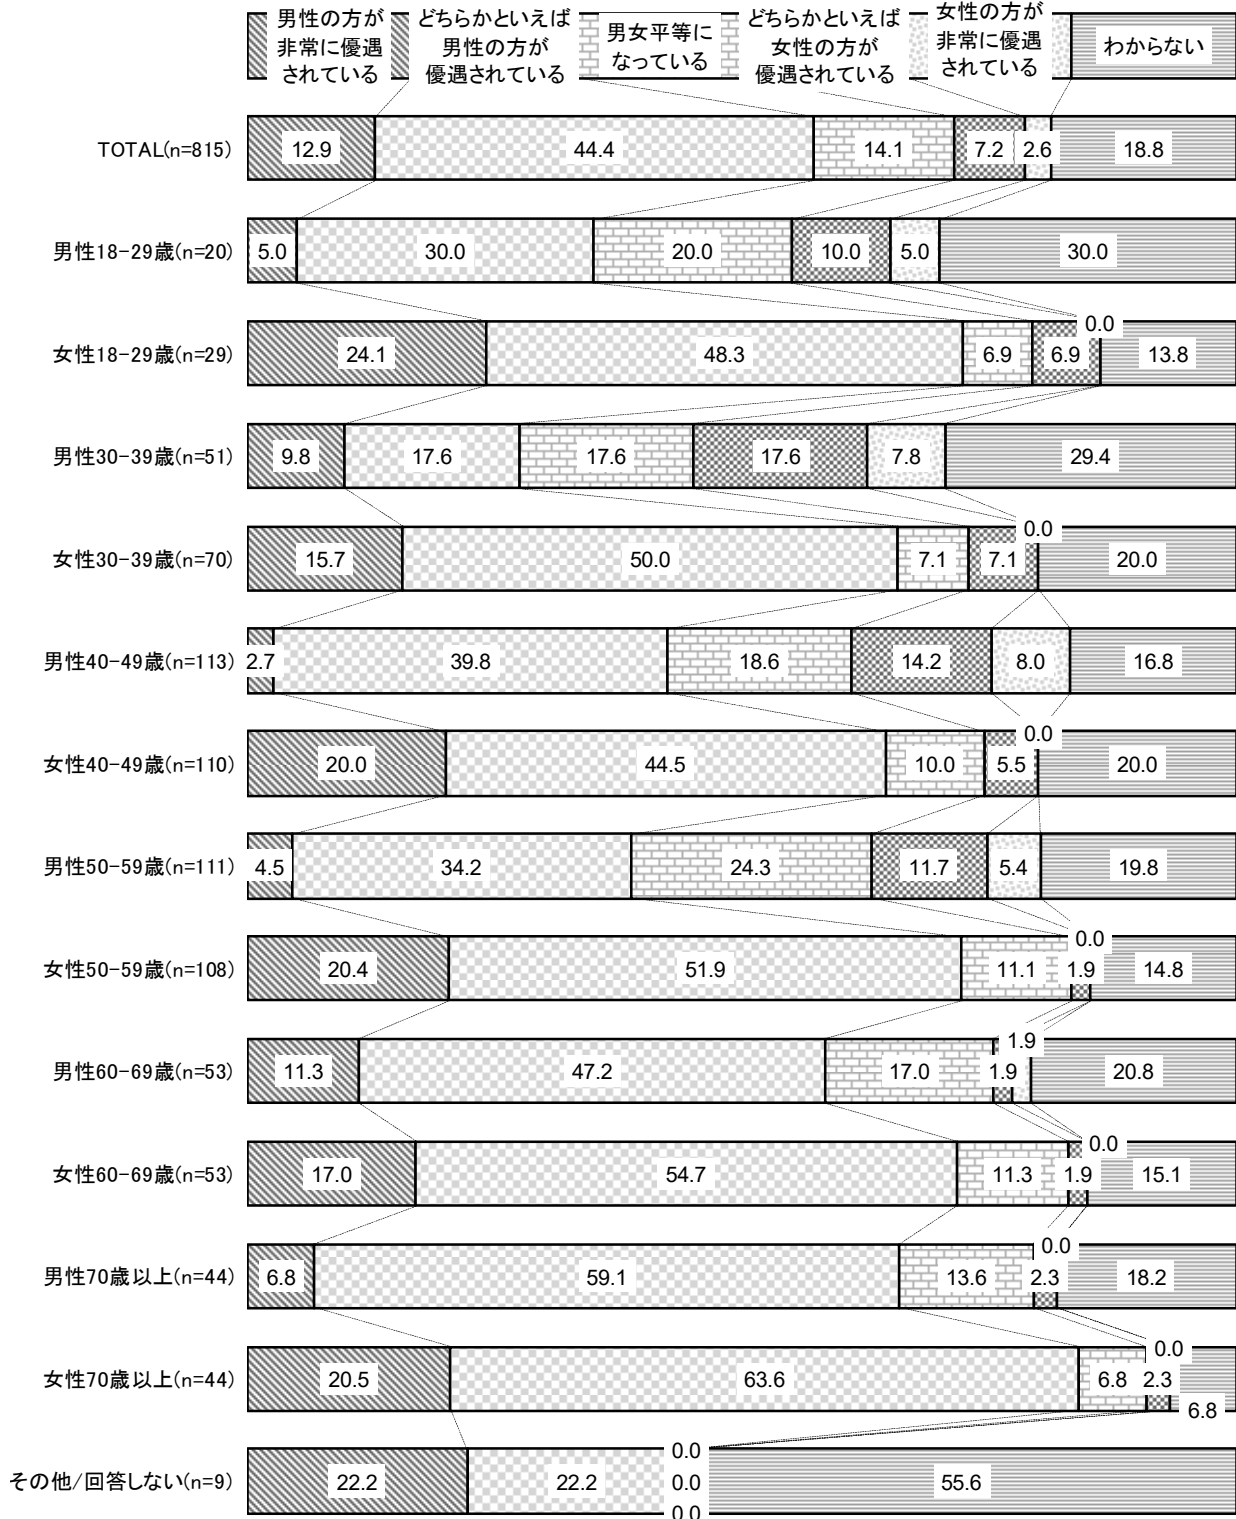 男性の方が
非常に優遇
されている
どちらかといえば
男性の方が
優遇されている
男女平等に
なっている
どちらかといえば
女性の方が
優遇されている
女性の方が
非常に優遇
されている
わからない
TOTAL(n=815) 12.9 44.4 14.1 7.2 2.6 18.8
男性18-29歳(n=20) 5.0 30.0 20.0 10.0 5.0 30.0
女性18-29歳(n=29) 24.1 48.3 6.9 6.9 0.0 13.8
男性30-39歳(n=51) 9.8 17.6 17.6 17.6 7.8 29.4
女性30-39歳(n=70) 15.7 50.0 7.1 7.1 0.0 20.0
男性40-49歳(n=113) 2.7 39.8 18.6 14.2 8.0 16.8
女性40-49歳(n=110) 20.0 44.5 10.0 5.5 0.0 20.0
男性50-59歳(n=111) 4.5 34.2 24.3 11.7 5.4 19.8
女性50-59歳(n=108) 20.4 51.9 11.1 1.9 0.0 14.8
男性60-69歳(n=53) 11.3 47.2 17.0 1.9 1.9 20.8
女性60-69歳(n=53) 17.0 54.7 11.3 1.9 0.0 15.1
男性70歳以上(n=44) 6.8 59.1 13.6 2.3 0.0 18.2
女性70歳以上(n=44) 20.5 63.6 6.8 2.3 0.0 6.8
その他/回答しない(n=9) 22.2 22.2 0.0 0.0 0.0 55.6